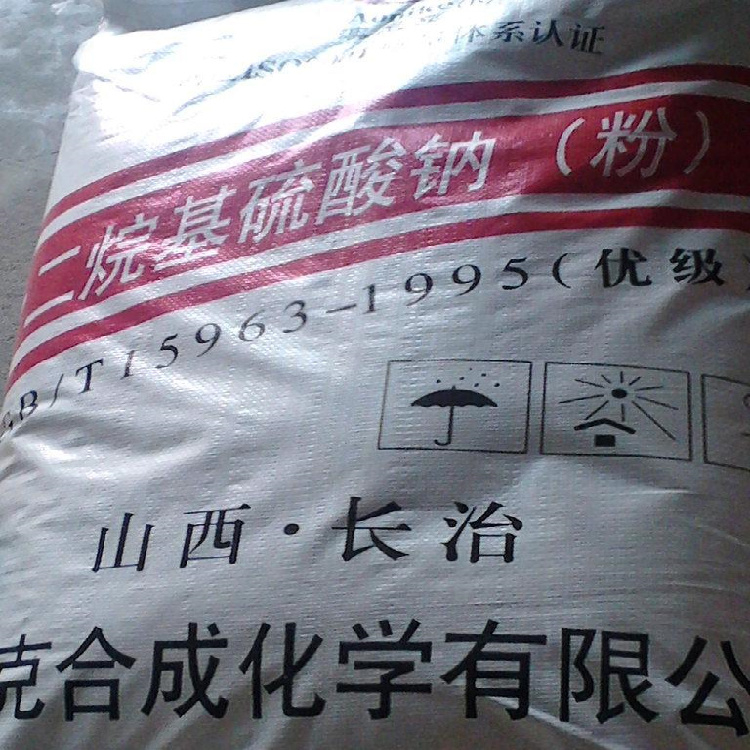 体系认证
二烷基硫酸钠（粉）
GB/T15963-1995(优级)
山西·长治
克合成化学有限公